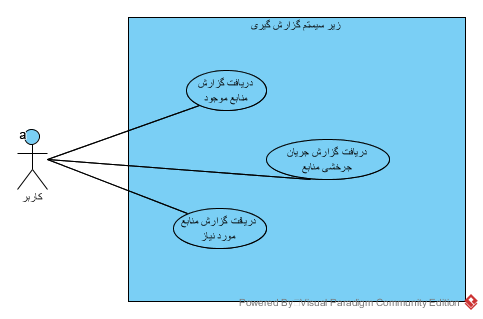 زیر سیستم گزارش گیری
دریافت گزارش
منابع موجود
a
دریافت گزارش جریان
چرخشی منابع
کاربر
دریافت گزارش منابع
مورد نیاز
Powered By Visual Paradigm Community Edition